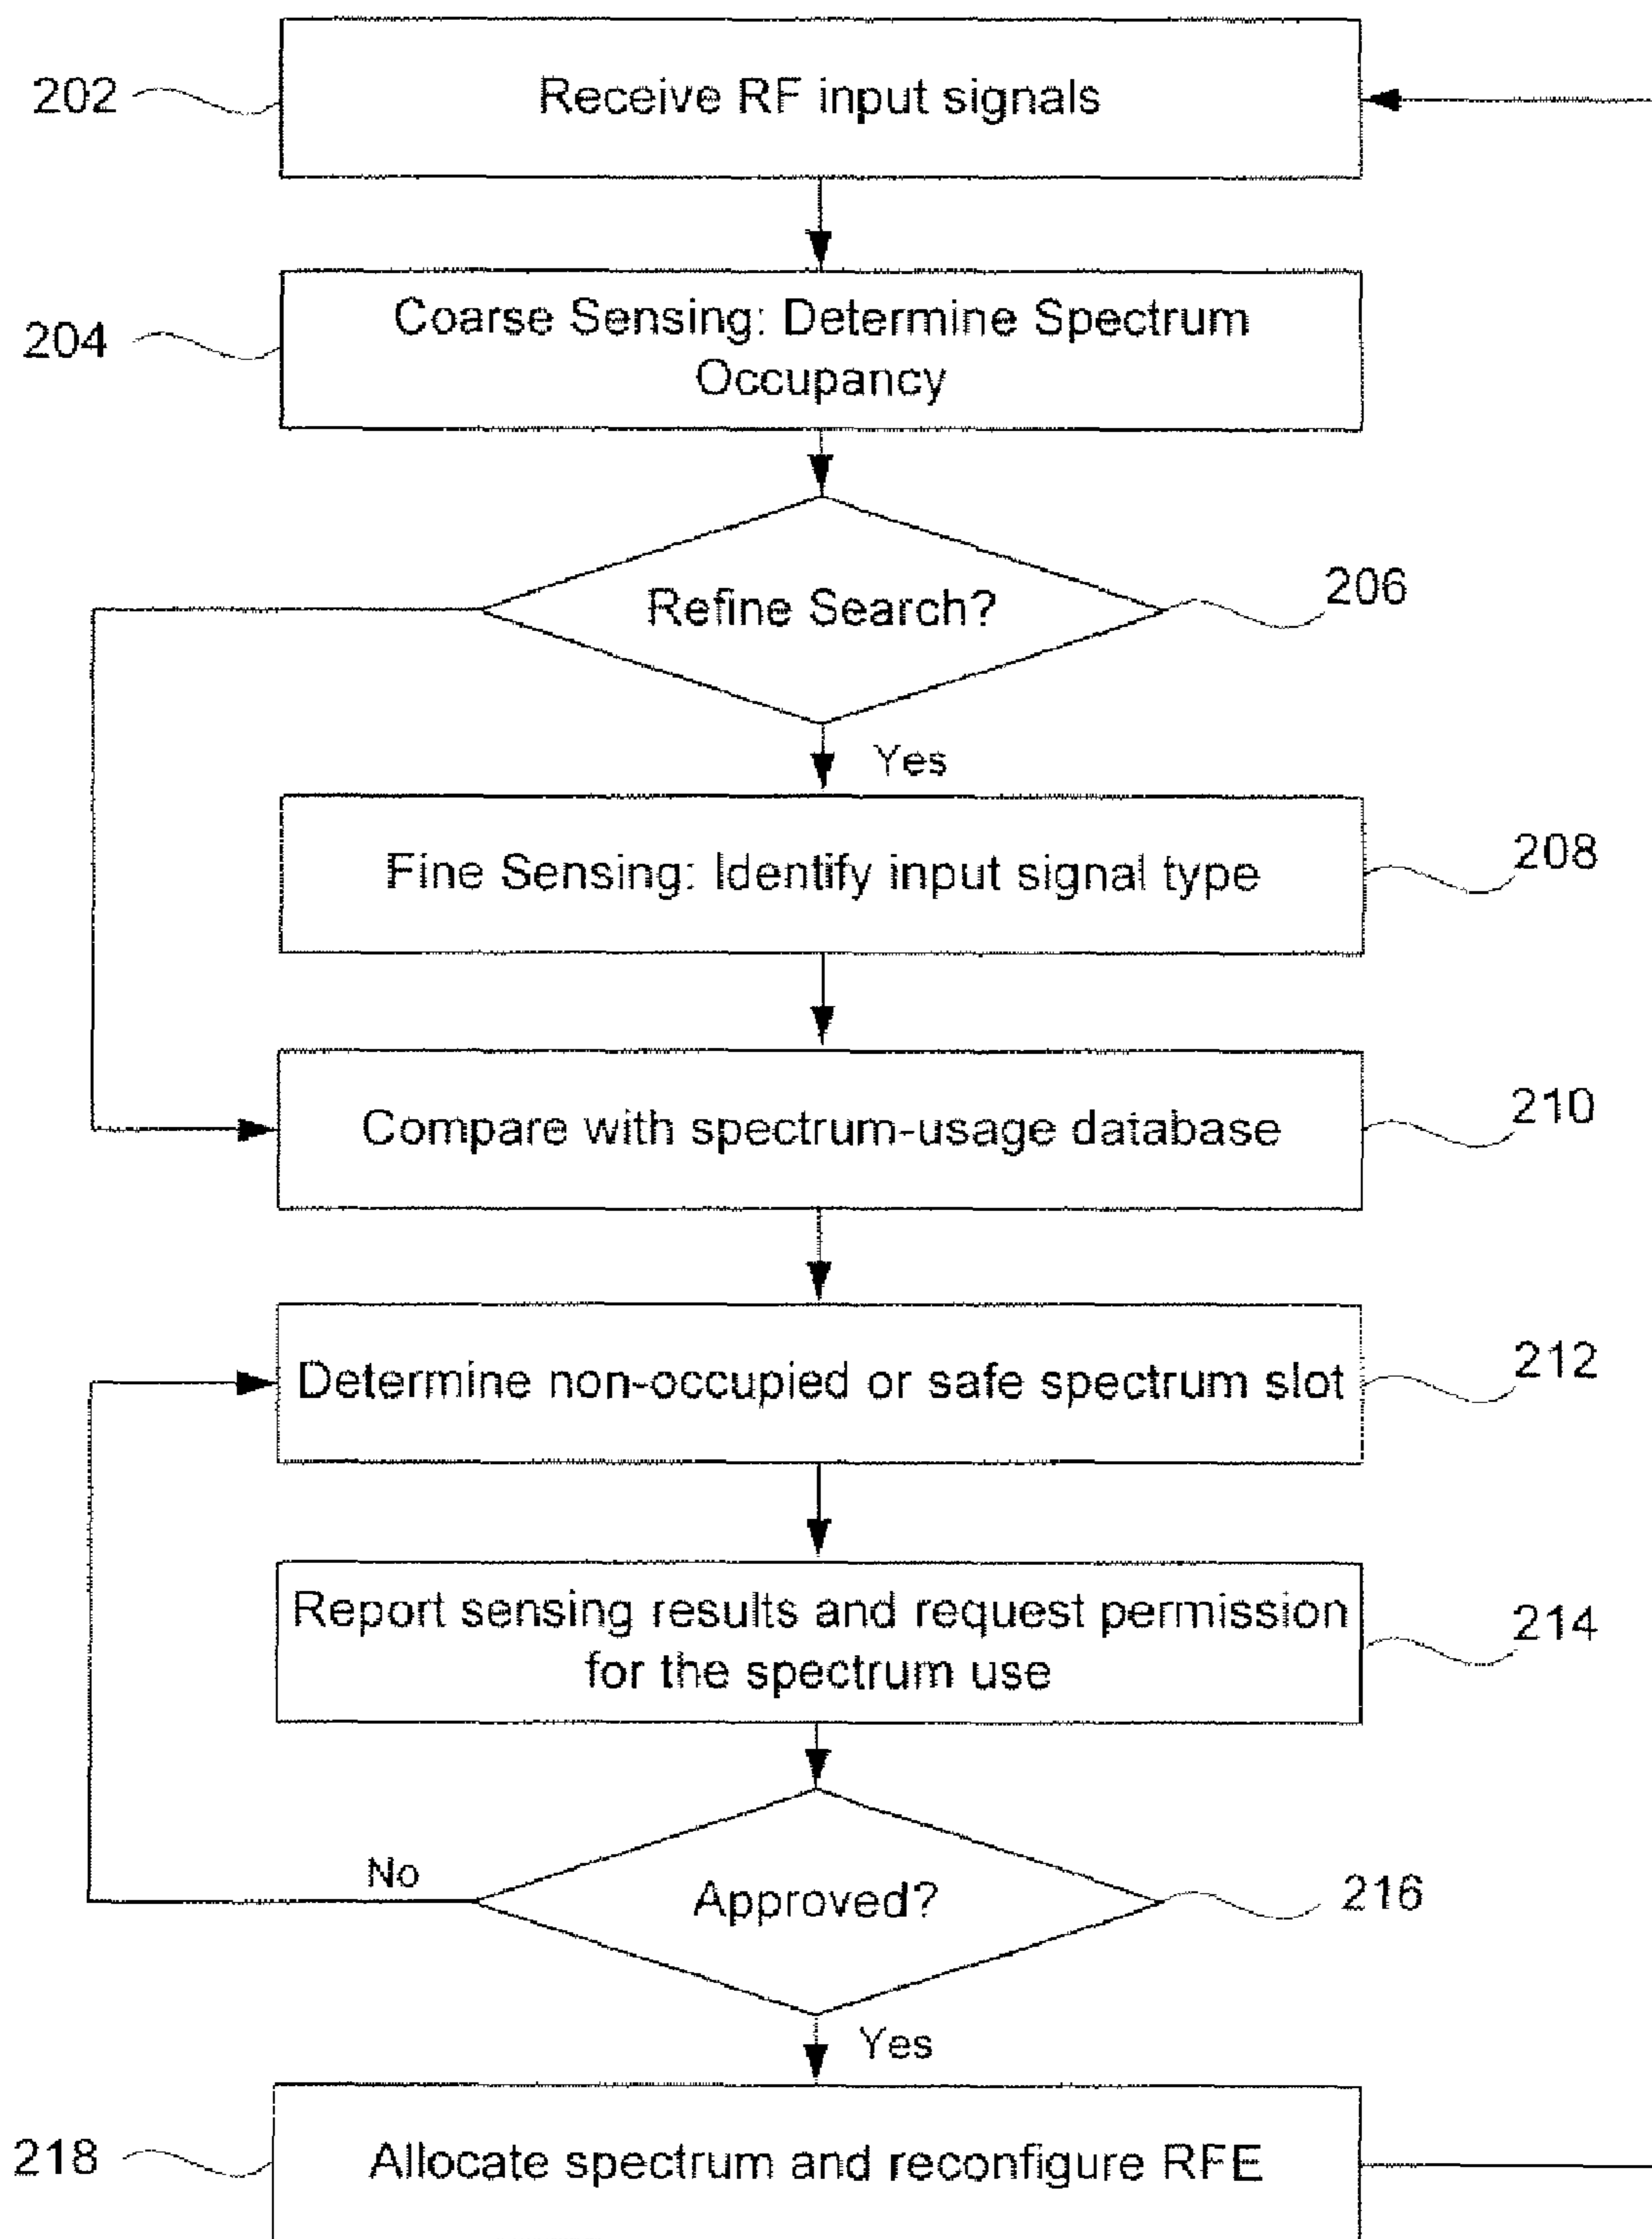 202
Receive RF input signals
204
Coarse Sensing: Determine Spectrum
Occupancy
Refine Search?
206
Yes
Fine Sensing: Identify input signal type
208
Compare with spectrum-usage database
210
Determine non-occupied or safe spectrum slot
212
Report sensing results and request permission
for the spectrum use
214
No
Approved?
216
Yes
218
Allocate spectrum and reconfigure RFE